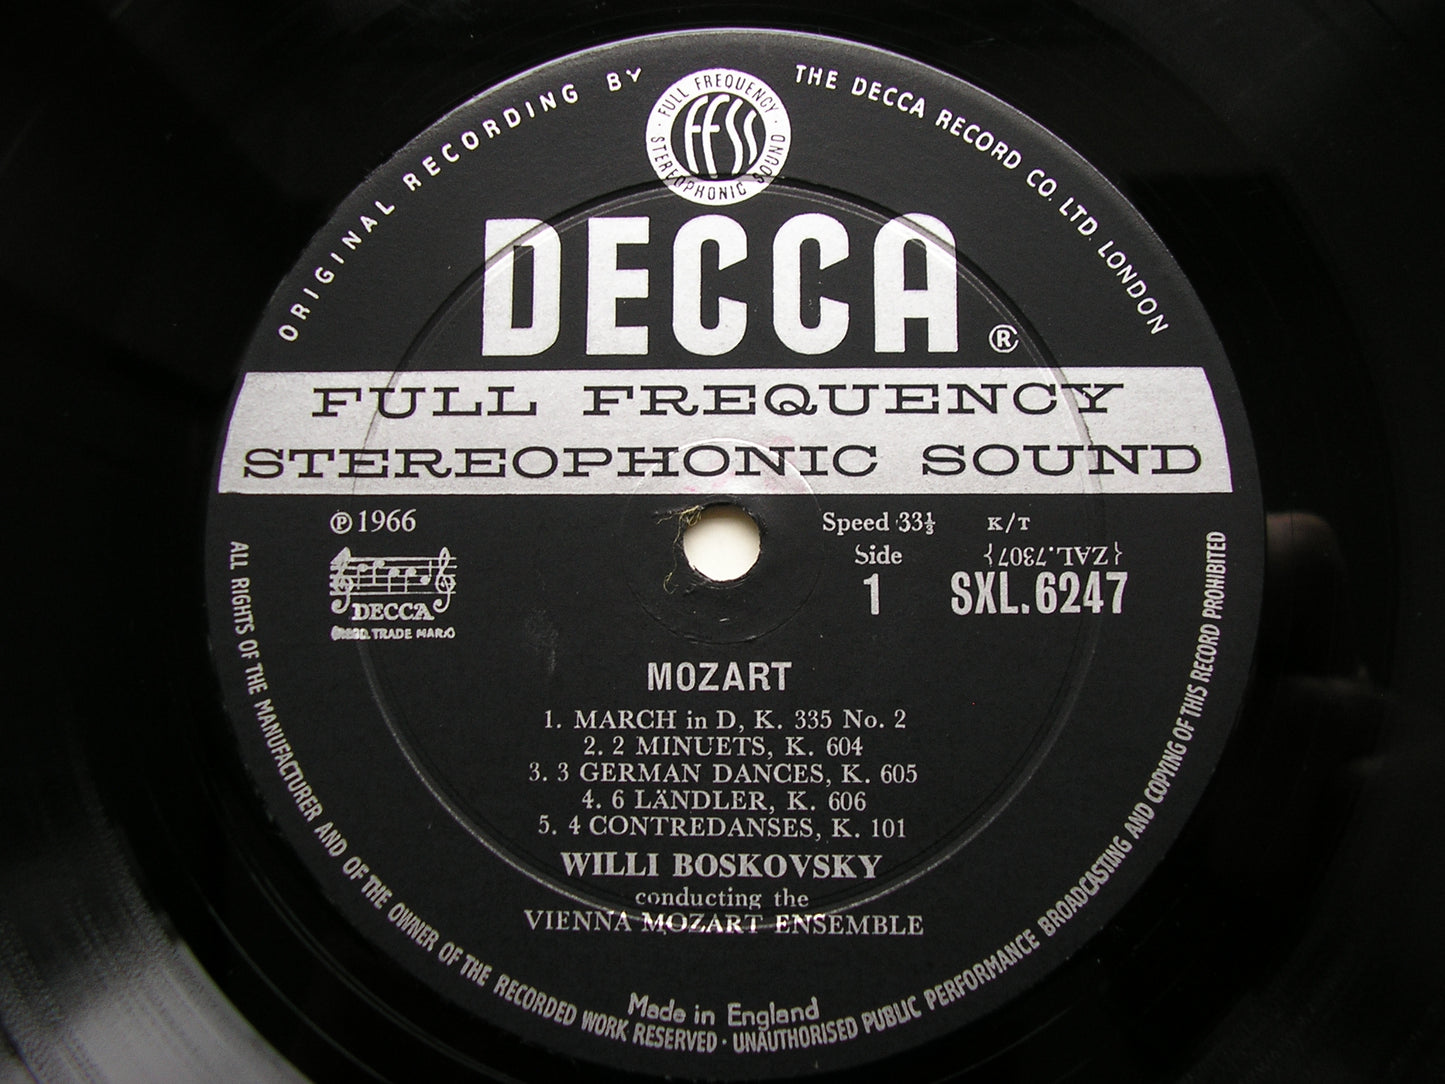 ORIGINAL RECORDING BY
THE DECCA RECORD CO. LTD. LONDON
FULL FREQUENCY
FFSS
STEREOPHONIC SOUND
DECCA ®
FULL FREQUENCY
STEREOPHONIC SOUND
℗ 1966
Speed 33⅓
K/T
Side
{ZAL.7307}
1
SXL.6247
DECCA
REGD. TRADE MARK
MOZART
1. MARCH in D, K. 335 No. 2
2. 2 MINUETS, K. 604
3. 3 GERMAN DANCES, K. 605
4. 6 LÄNDLER, K. 606
5. 4 CONTREDANSES, K. 101
WILLI BOSKOVSKY
conducting the
VIENNA MOZART ENSEMBLE
Made in England
ALL RIGHTS OF THE MANUFACTURER AND OF THE OWNER OF THE RECORDED WORK RESERVED · UNAUTHORISED PUBLIC PERFORMANCE BROADCASTING AND COPYING OF THIS RECORD PROHIBITED